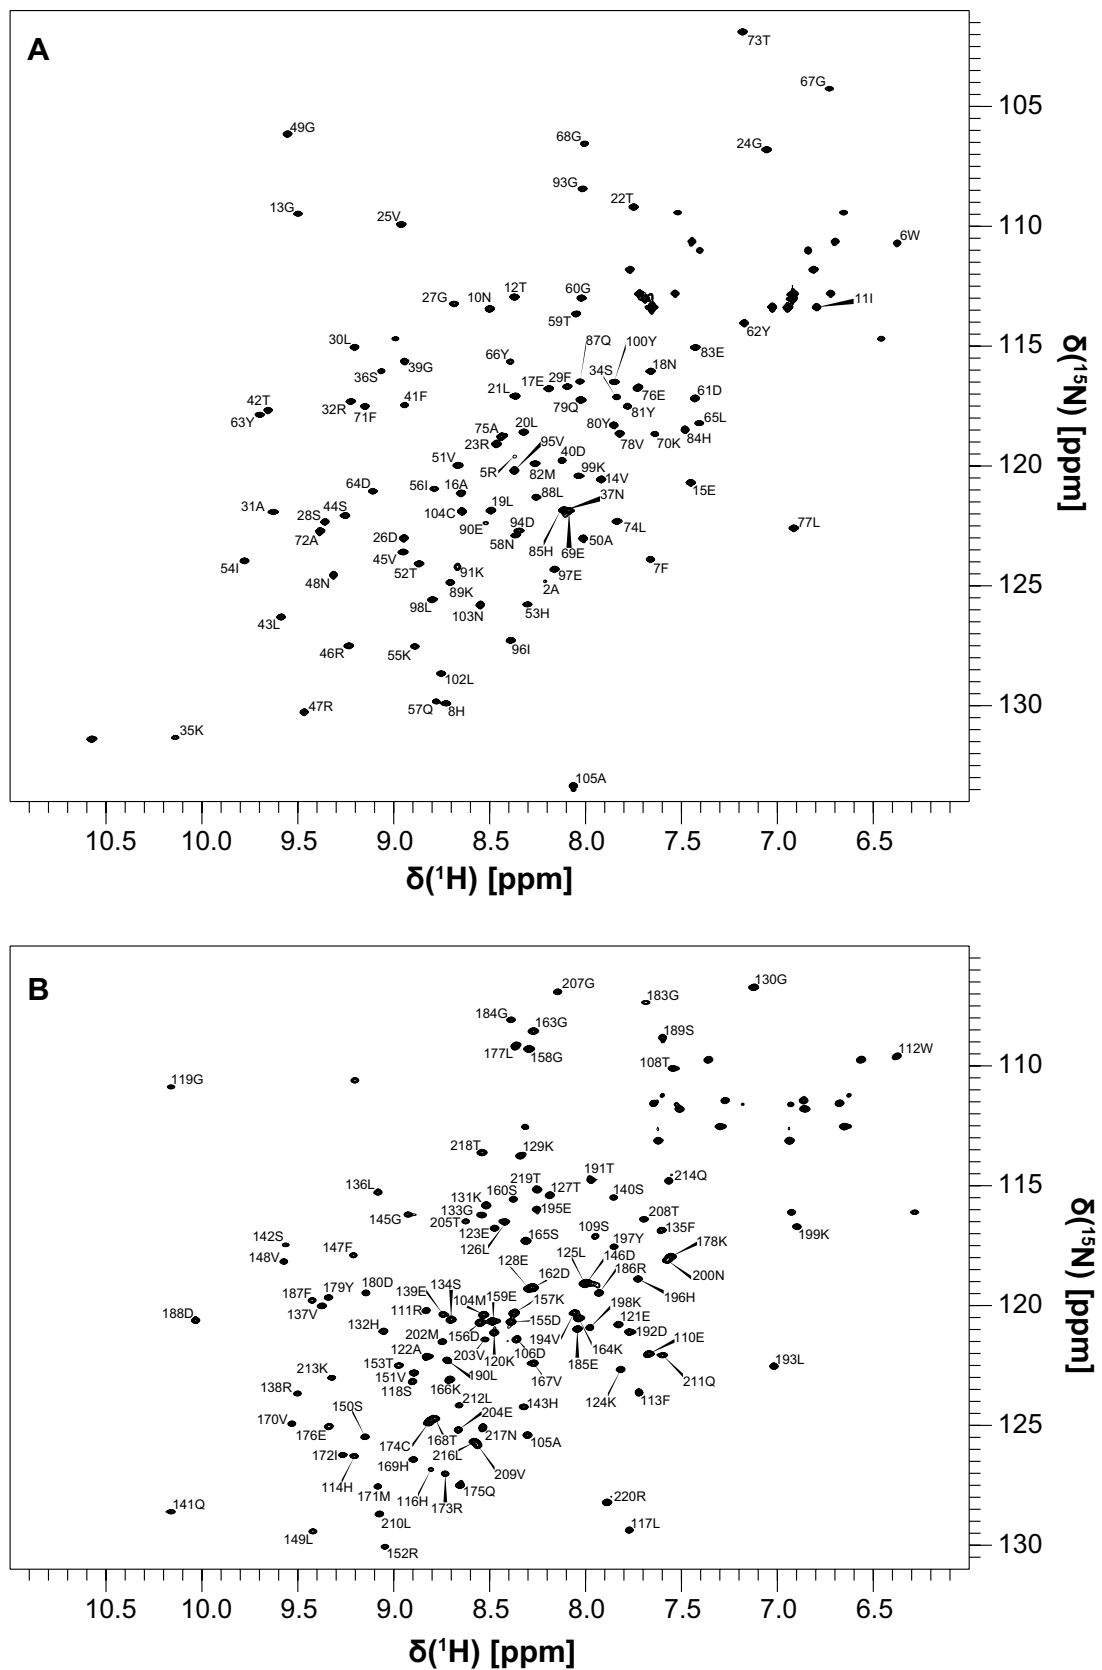 A
73T
67G
49G
68G
24G
93G
13G
25V
22T
6W
27G
10N
12T
60G
59T
11I
62Y
87Q
100Y
30L
39G
66Y
34S
18N
83E
36S
17E
29F
42T
63Y
32R
71F
41F
21L
79Q
76E
81Y
61D
65L
75A
20L
80Y
23R
95V
78V
70K
84H
51V
5R
40D
82M
99K
14V
64D
56I
16A
88L
37N
15E
31A
28S
44S
104C
19L
90E
94D
74L
77L
72A
26D
58N
85H
69E
50A
45V
54I
52T
91K
97E
7F
48N
89K
2A
98L
103N
53H
43L
46R
55K
96I
102L
57Q
8H
47R
35K
105A
105
110
115
120
125
130
δ(¹⁵N) [ppm]
10.5 10.0 9.5 9.0 8.5 8.0 7.5 7.0 6.5
δ(¹H) [ppm]
B
207G
183G
130G
184G
163G
189S
177L
158G
108T
112W
119G
218T
129K
191T
214Q
136L
131K
160S
219T
127T
140S
145G
133G
205T
195E
208T
199K
142S
123E
109S
135F
148V
147F
126L
165S
197Y
178K
125L
146D
128E
186R
200N
187F
179Y
180D
139E
134S
159E
162D
196H
137V
104M
157K
188D
111R
155D
198K
121E
132H
156D
192D
202M
194V
110E
122A
203V
106D
164K
120K
185E
153T
190L
167V
193L
213K
151V
211Q
118S
166K
124K
138R
113F
150S
212L
143H
170V
204E
176E
174C
168T
217N
105A
172I
216L
114H
169H
209V
141Q
171M
116H
173R
175Q
220R
210L
149L
117L
152R
110
115
120
125
130
δ(¹⁵N) [ppm]
10.5 10.0 9.5 9.0 8.5 8.0 7.5 7.0 6.5
δ(¹H) [ppm]